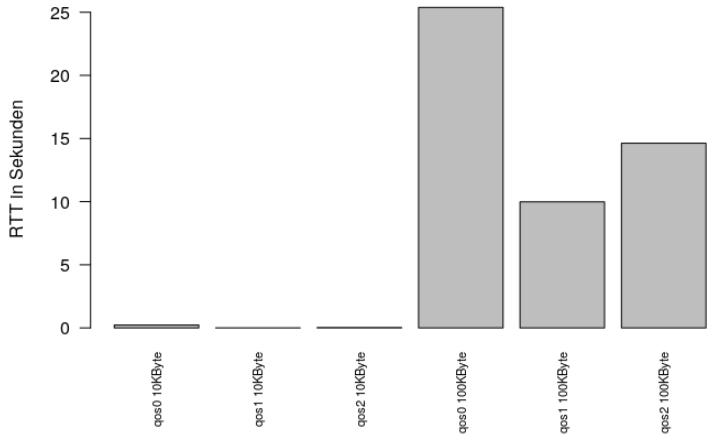 RTT in Sekunden
25
20
15
10
5
0
qos0 10KByte
qos1 10KByte
qos2 10KByte
qos0 100KByte
qos1 100KByte
qos2 100KByte